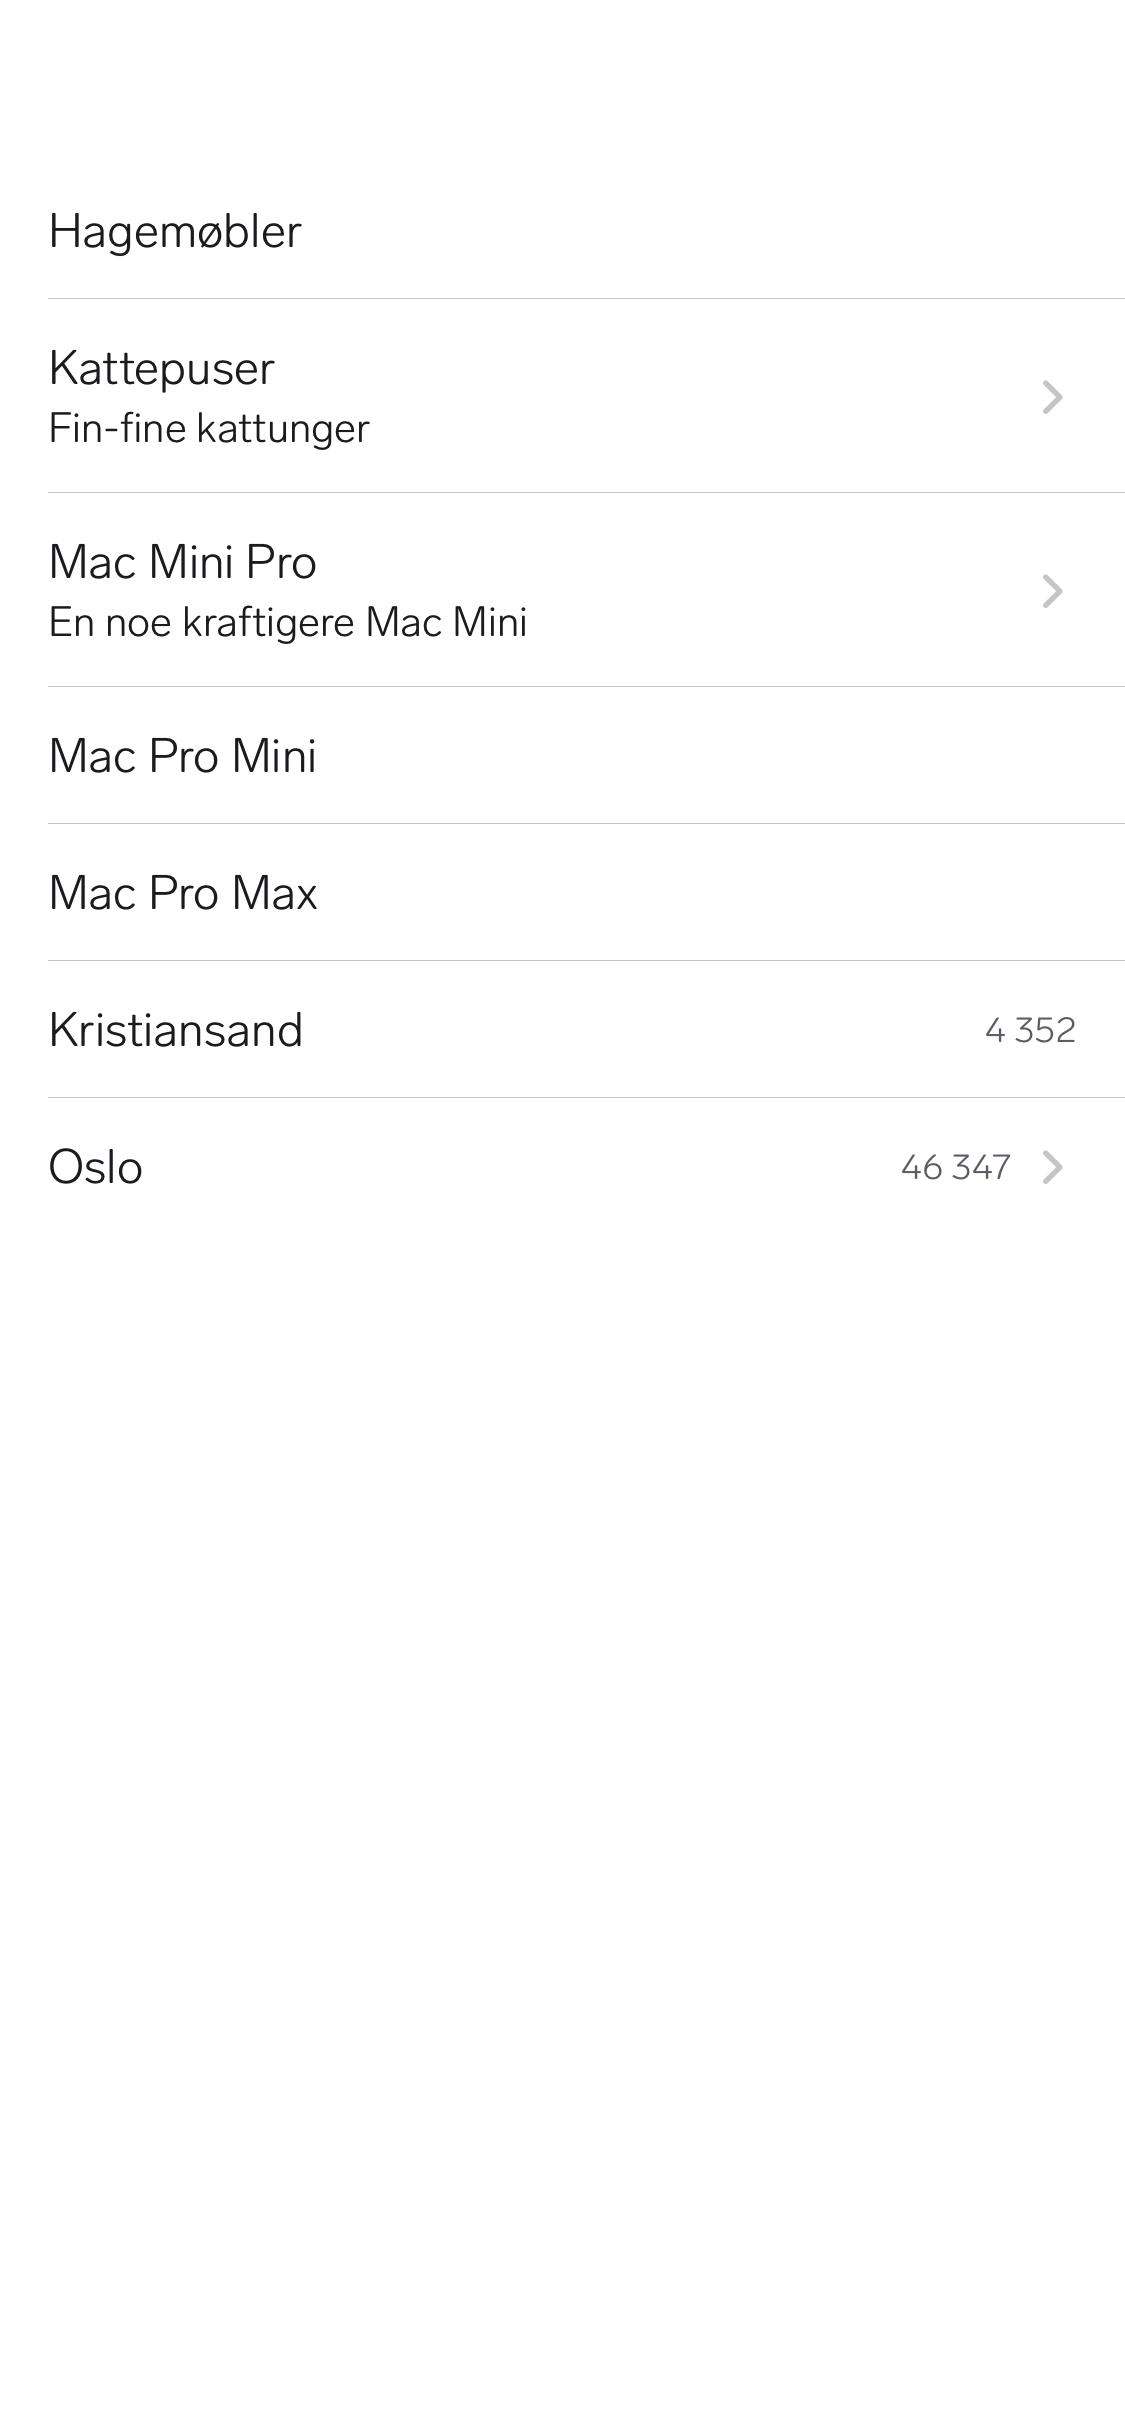 Hagemøbler
Kattepuser
Fin-fine kattunger
Mac Mini Pro
En noe kraftigere Mac Mini
Mac Pro Mini
Mac Pro Max
Kristiansand 4 352
Oslo 46 347